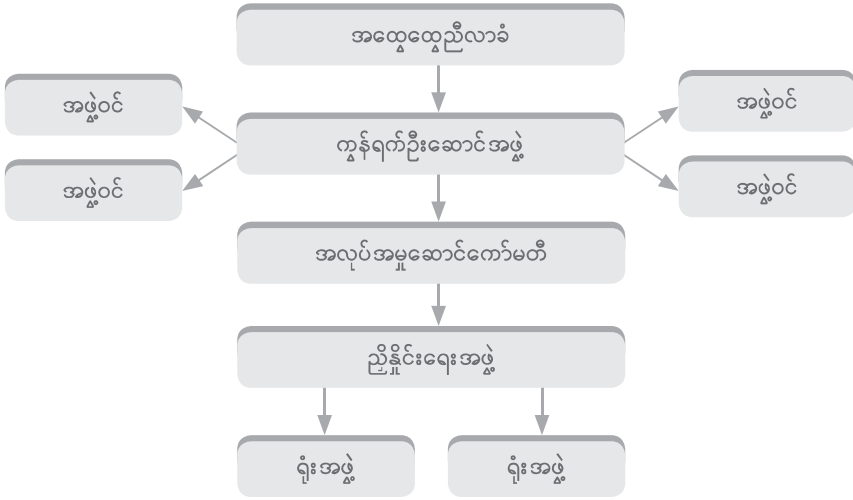 အထွေထွေညီလာခံ
အဖွဲ့ဝင်
အဖွဲ့ဝင်
ကွန်ရက်ဦးဆောင်အဖွဲ့
အဖွဲ့ဝင်
အဖွဲ့ဝင်
အလုပ်အမှုဆောင်ကော်မတီ
ညှိနှိုင်းရေးအဖွဲ့
ရုံးအဖွဲ့
ရုံးအဖွဲ့